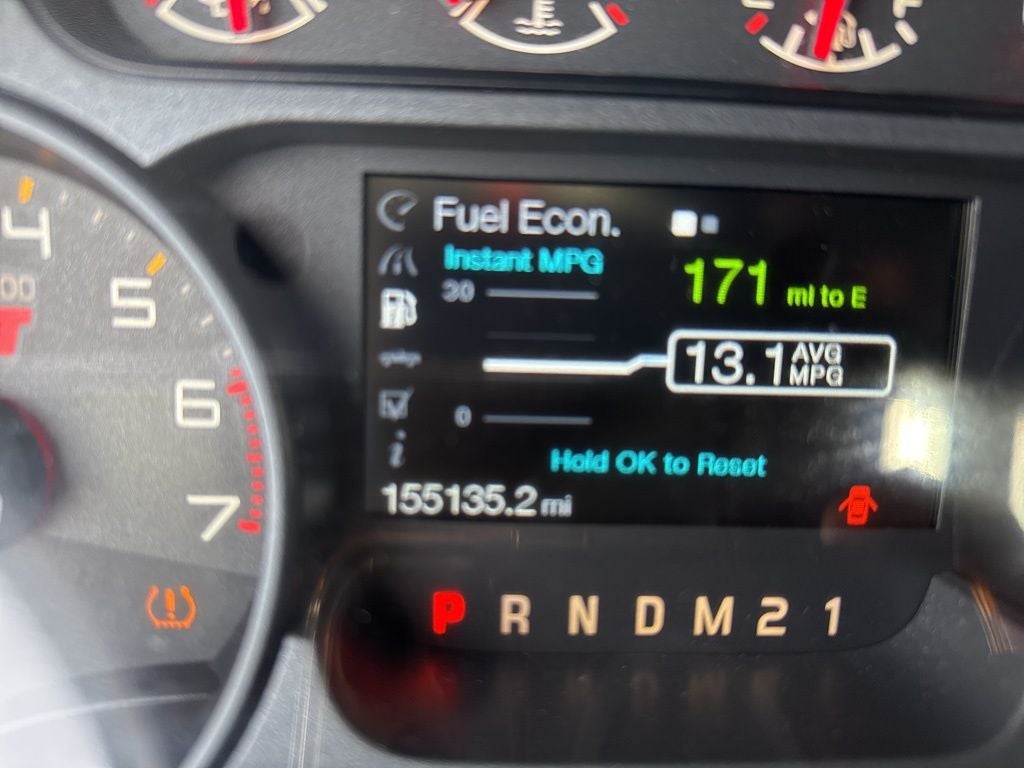 E
F
4
5
6
7
Fuel Econ.
Instant MPG
30
171 mi to E
13.1 AVG MPG
0
Hold OK to Reset
155135.2 mi
P R N D M 2 1